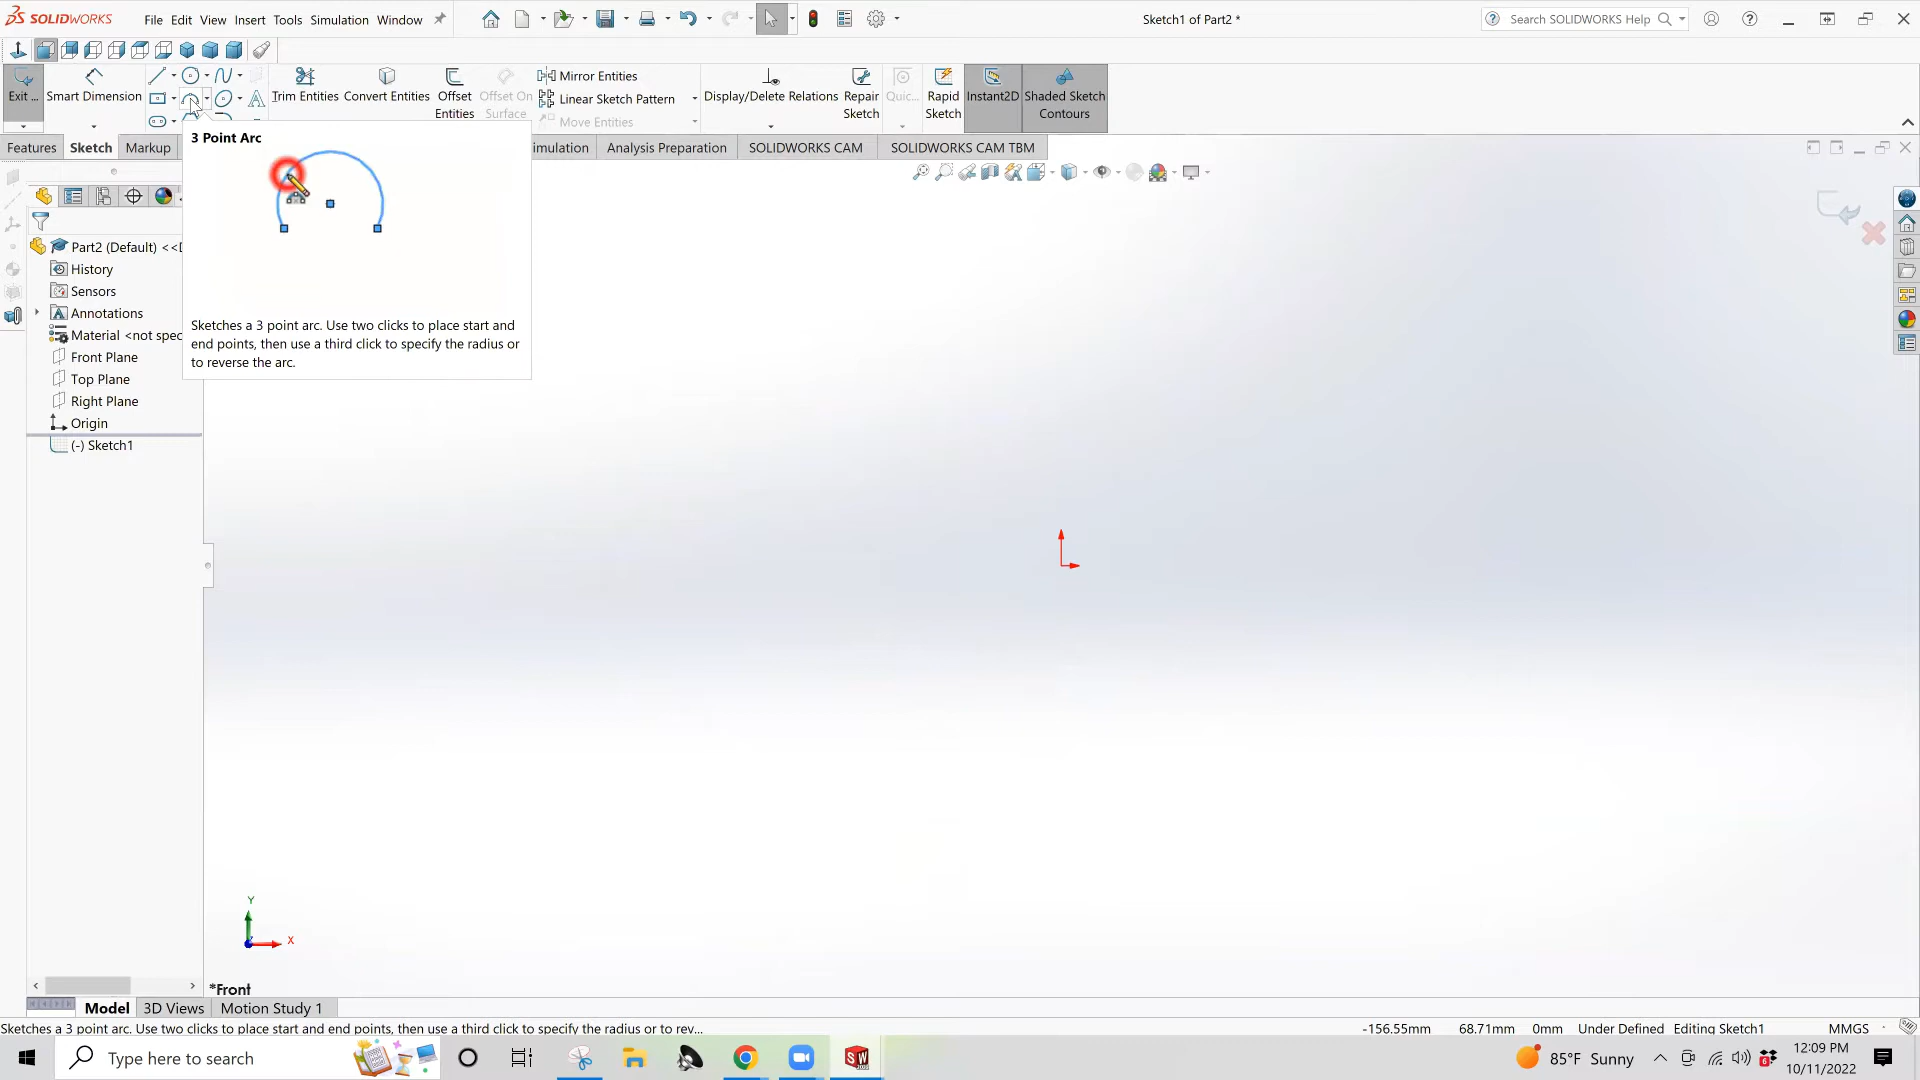 SOLIDWORKS File Edit View Insert Tools Simulation Window Sketch1 of Part2 * Search SOLIDWORKS Help
Exit ... Smart Dimension Trim Entities Convert Entities Offset Entities Offset On Surface Mirror Entities Linear Sketch Pattern Move Entities Display/Delete Relations Repair Sketch Quic... Rapid Sketch Instant2D Shaded Sketch Contours
Features Sketch Markup imulation Analysis Preparation SOLIDWORKS CAM SOLIDWORKS CAM TBM
3 Point Arc
Sketches a 3 point arc. Use two clicks to place start and
end points, then use a third click to specify the radius or
to reverse the arc.
Part2 (Default) <<D
History
Sensors
Annotations
Material <not spec
Front Plane
Top Plane
Right Plane
Origin
(-) Sketch1
Y
X
*Front
Model 3D Views Motion Study 1
Sketches a 3 point arc. Use two clicks to place start and end points, then use a third click to specify the radius or to rev... -156.55mm 68.71mm 0mm Under Defined Editing Sketch1 MMGS
Type here to search SW 85°F Sunny 12:09 PM
10/11/2022